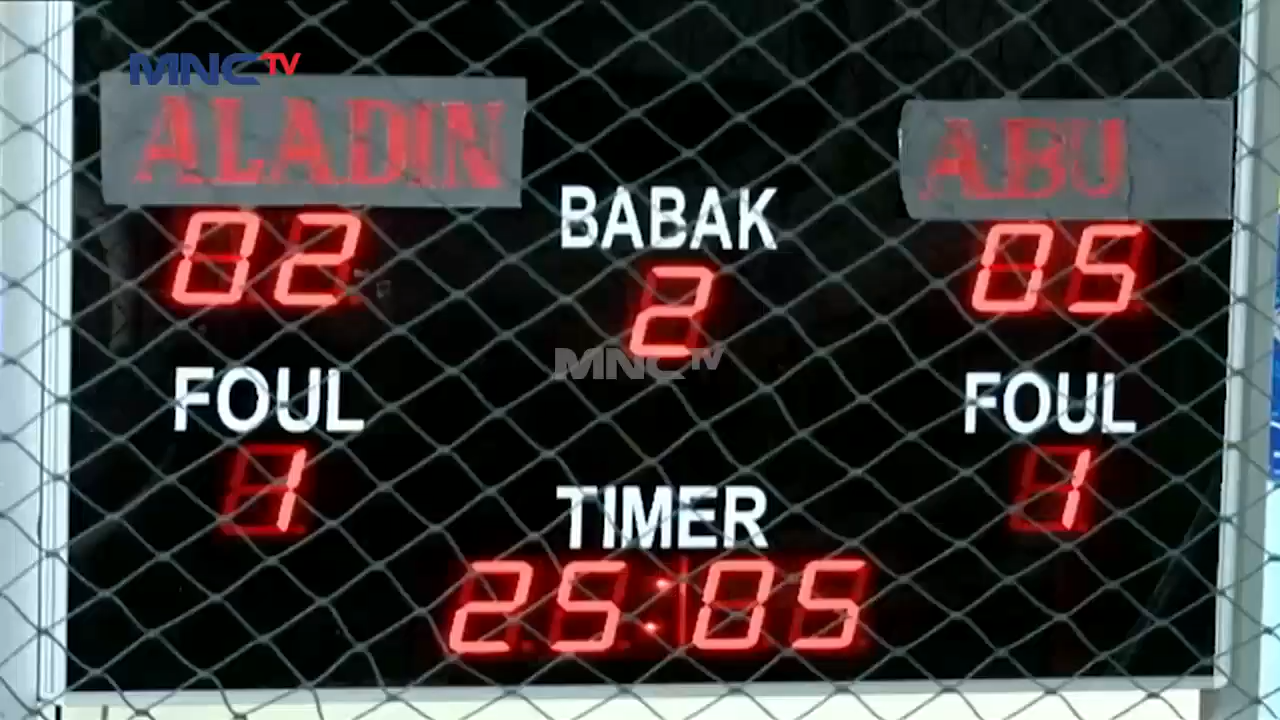 MNCTV
ALADIN
ABU
02
BABAK
05
2
MNCTV
FOUL
FOUL
1
1
TIMER
25:05